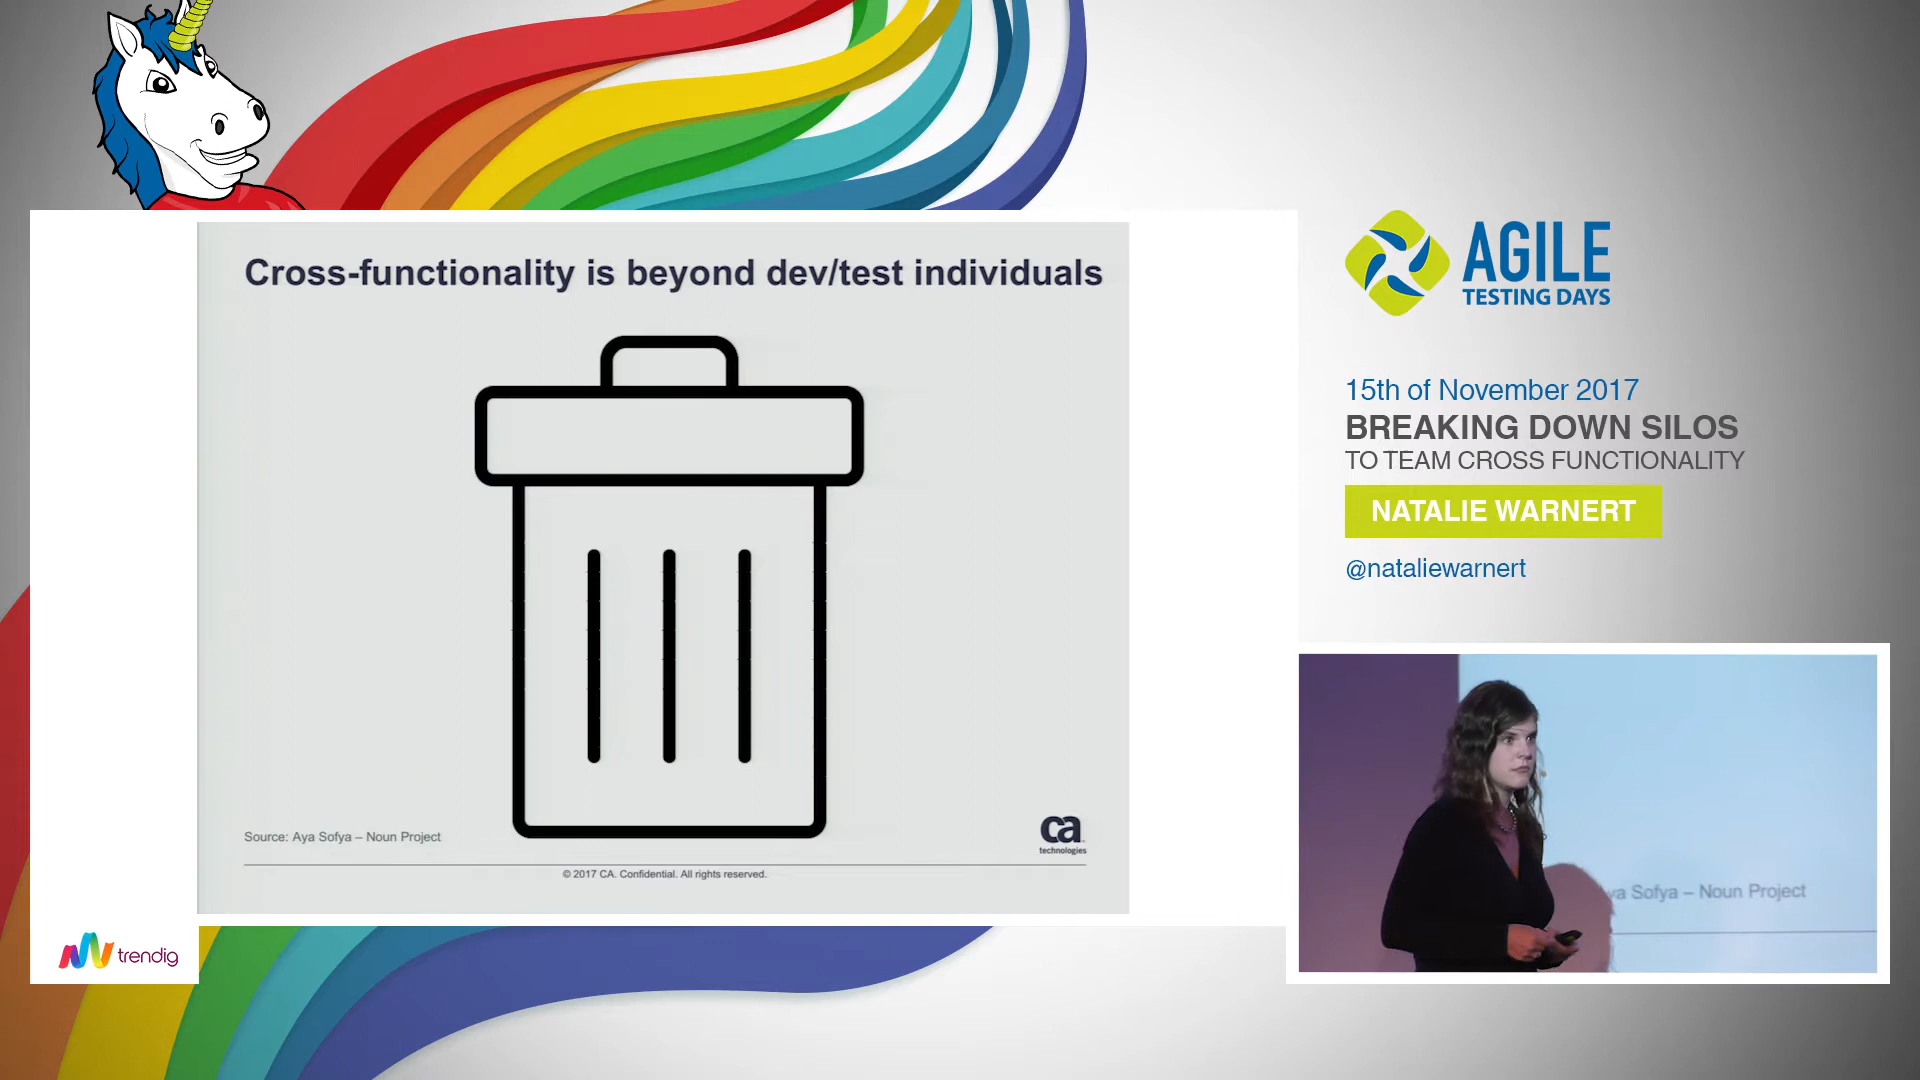 Cross-functionality is beyond dev/test individuals
Source: Aya Sofya – Noun Project
ca
technologies
© 2017 CA. Confidential. All rights reserved.
trendig
AGILE
TESTING DAYS
15th of November 2017
BREAKING DOWN SILOS
TO TEAM CROSS FUNCTIONALITY
NATALIE WARNERT
@nataliewarnert
ya Sofya – Noun Project